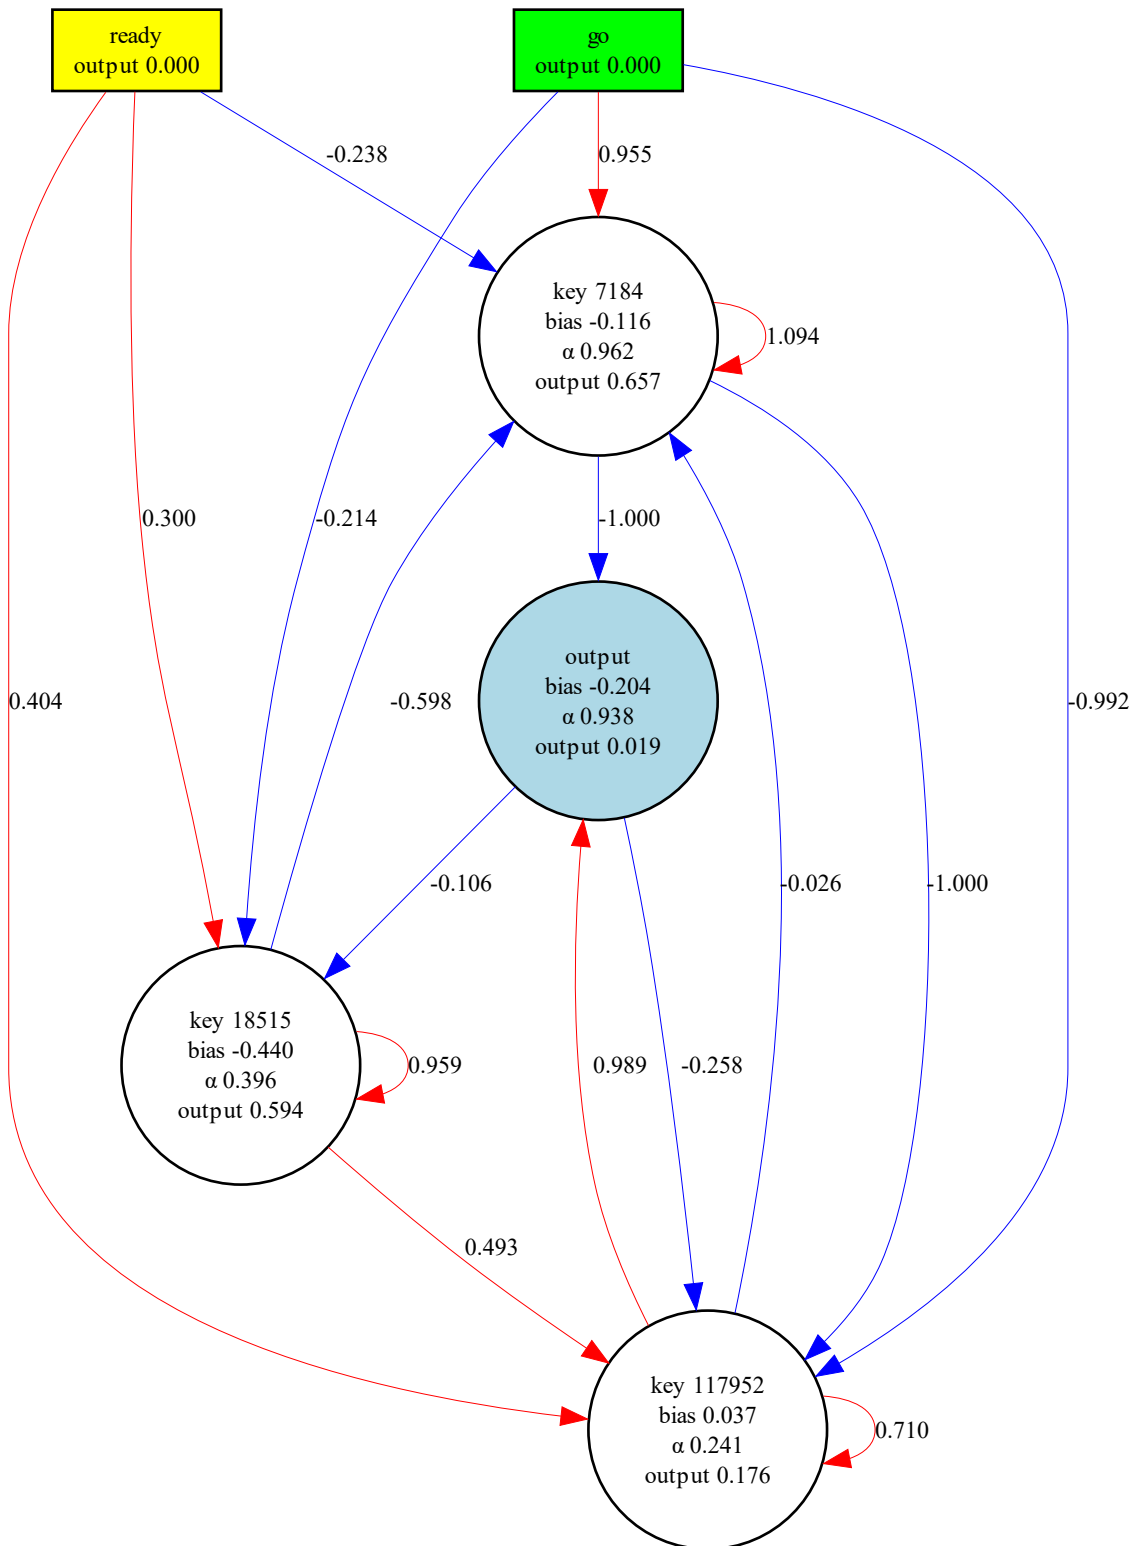 ready
output 0.000
go
output 0.000
-0.238
0.955
key 7184
bias -0.116
α 0.962
output 0.657
1.094
0.300
-0.214
-1.000
output
bias -0.204
α 0.938
output 0.019
0.404
-0.598
-0.992
-0.106
-0.026
-1.000
key 18515
bias -0.440
α 0.396
output 0.594
0.959
0.989
-0.258
0.493
key 117952
bias 0.037
α 0.241
output 0.176
0.710